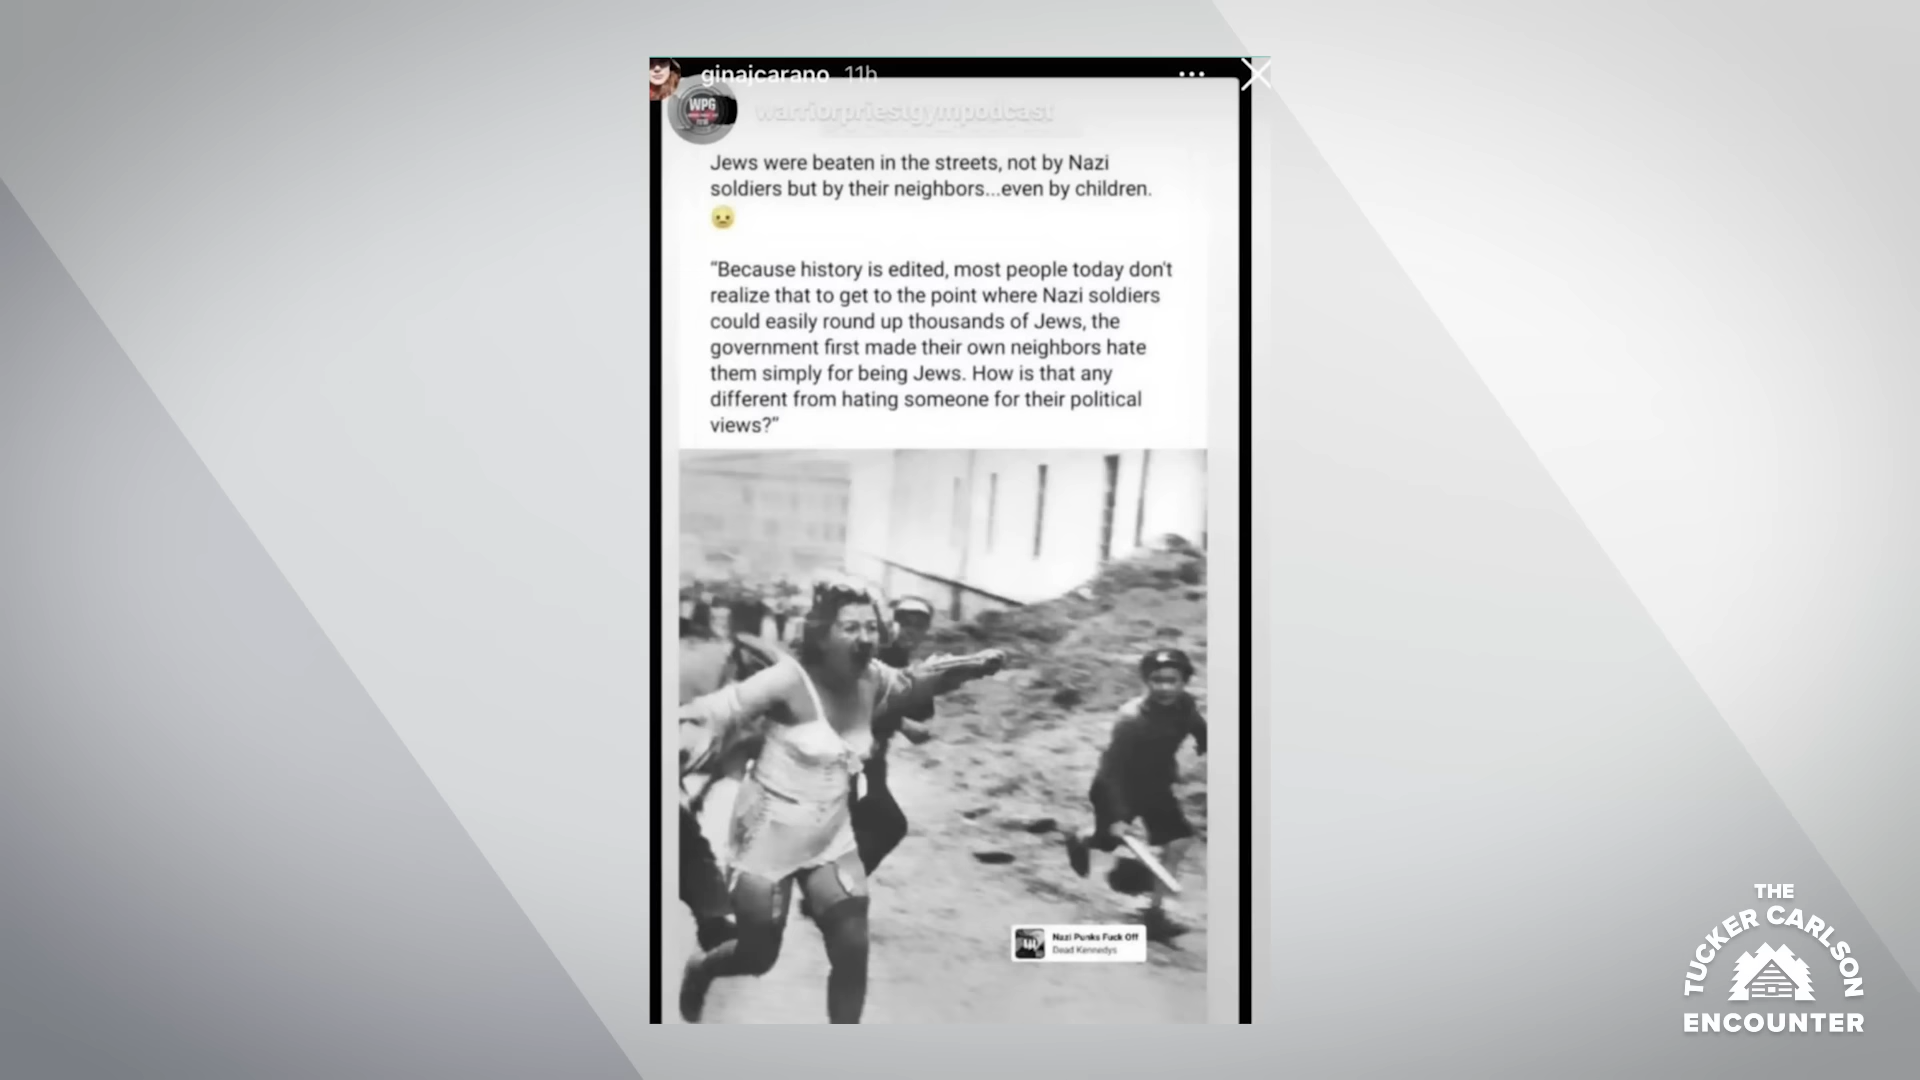 ginajcarano 11h
WPG
warriorpriestgympodcast
Jews were beaten in the streets, not by Nazi
soldiers but by their neighbors...even by children.
“Because history is edited, most people today don't
realize that to get to the point where Nazi soldiers
could easily round up thousands of Jews, the
government first made their own neighbors hate
them simply for being Jews. How is that any
different from hating someone for their political
views?”
Nazi Punks Fuck Off
Dead Kennedys
THE
TUCKER CARLSON
ENCOUNTER